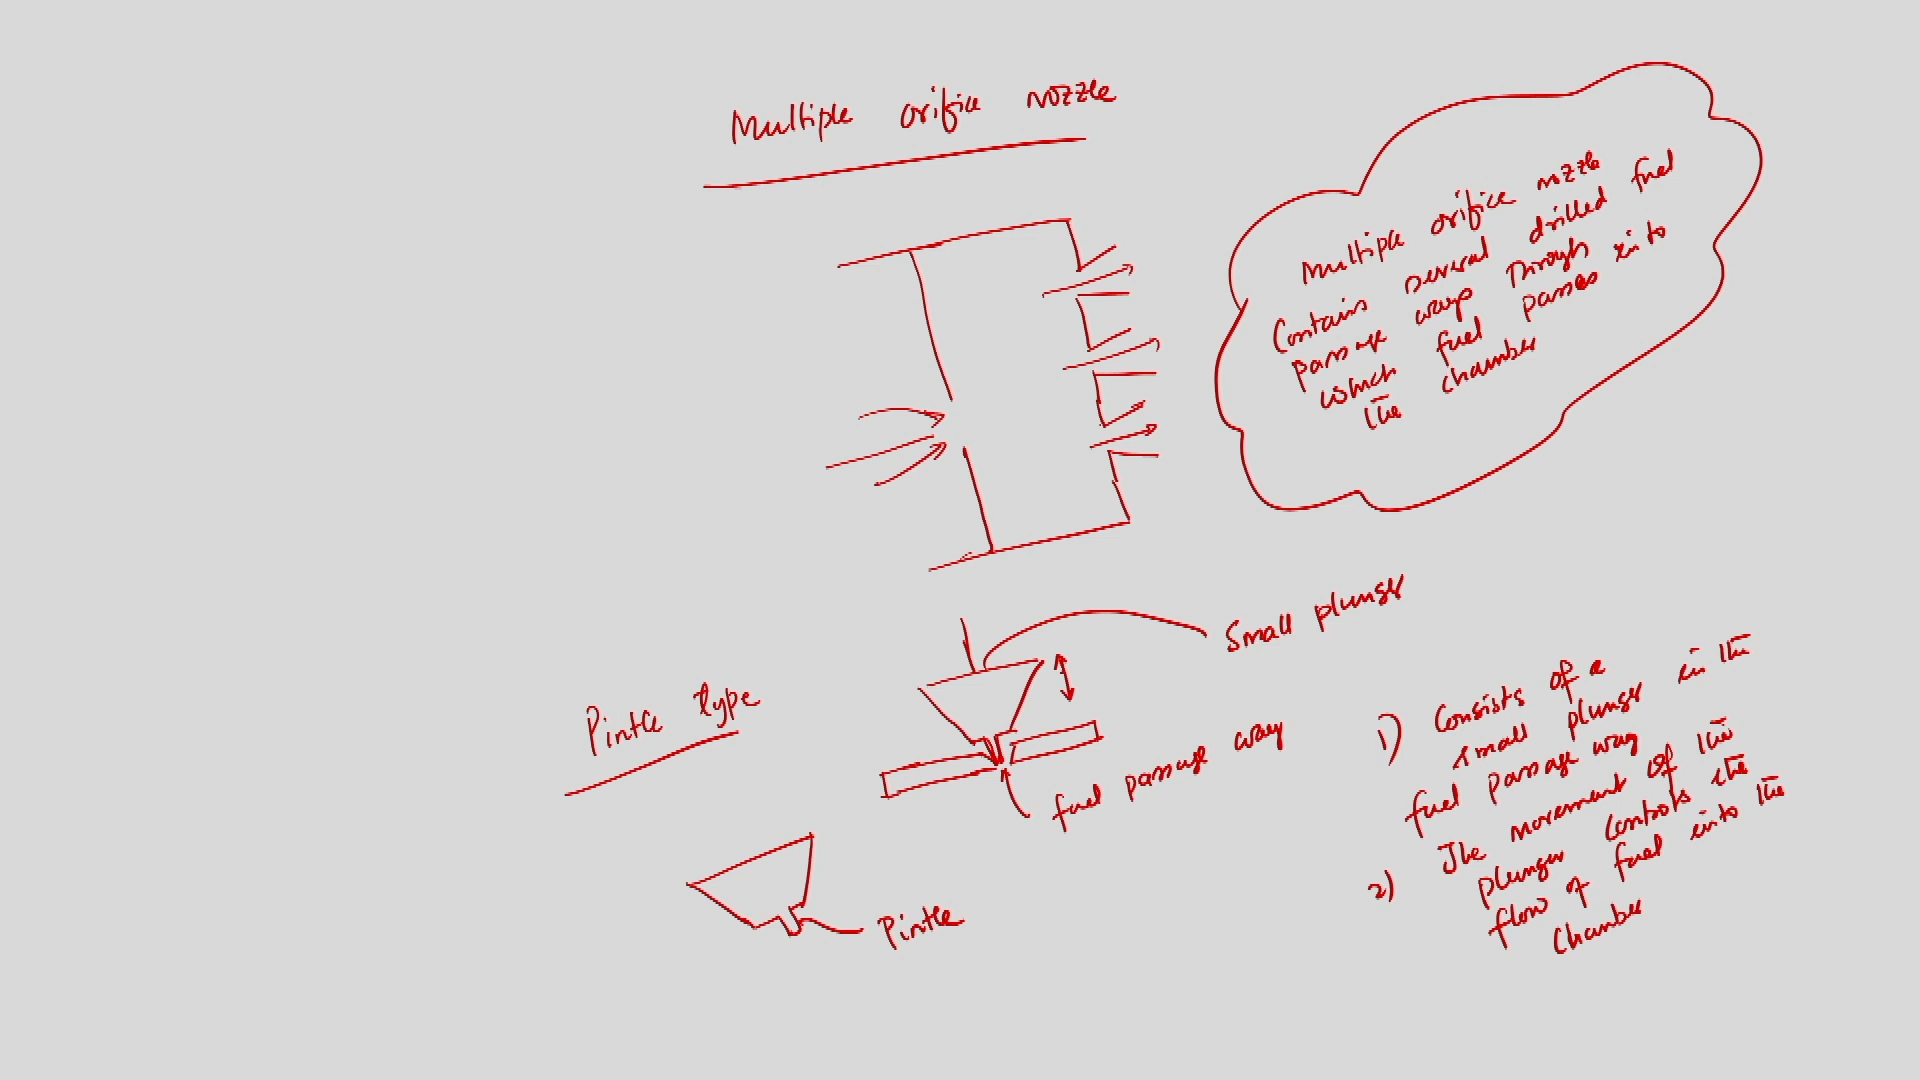 Multiple orifice nozzle
Multiple orifice nozzle
Contains several drilled fuel
passage ways through
which fuel passes into
the chamber
Small plunger
Pintle type
fuel passage way
Pintle
1) Consists of a
small plunger in the
fuel passage way
2) The movement of the
plunger controls the
flow of fuel into the
chamber